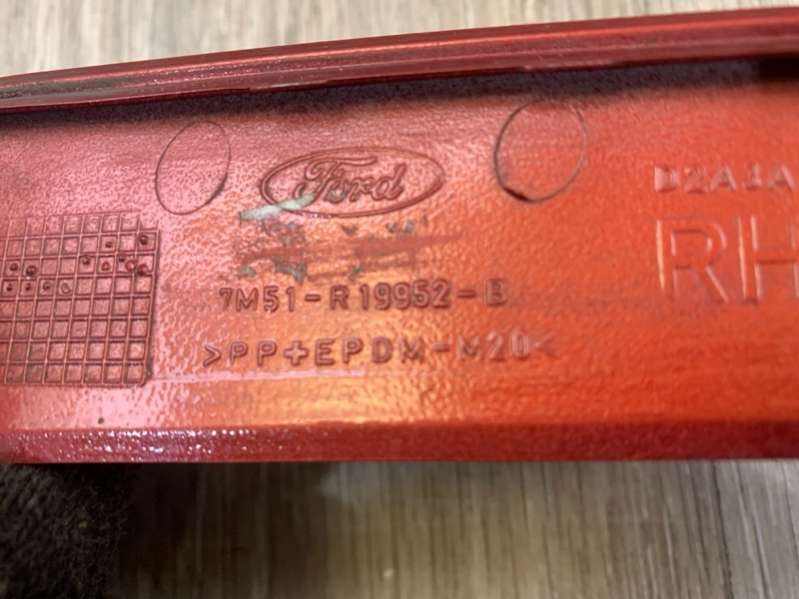 Ford
7M51-R19952-B
>PP+EPDM-M20<
RH